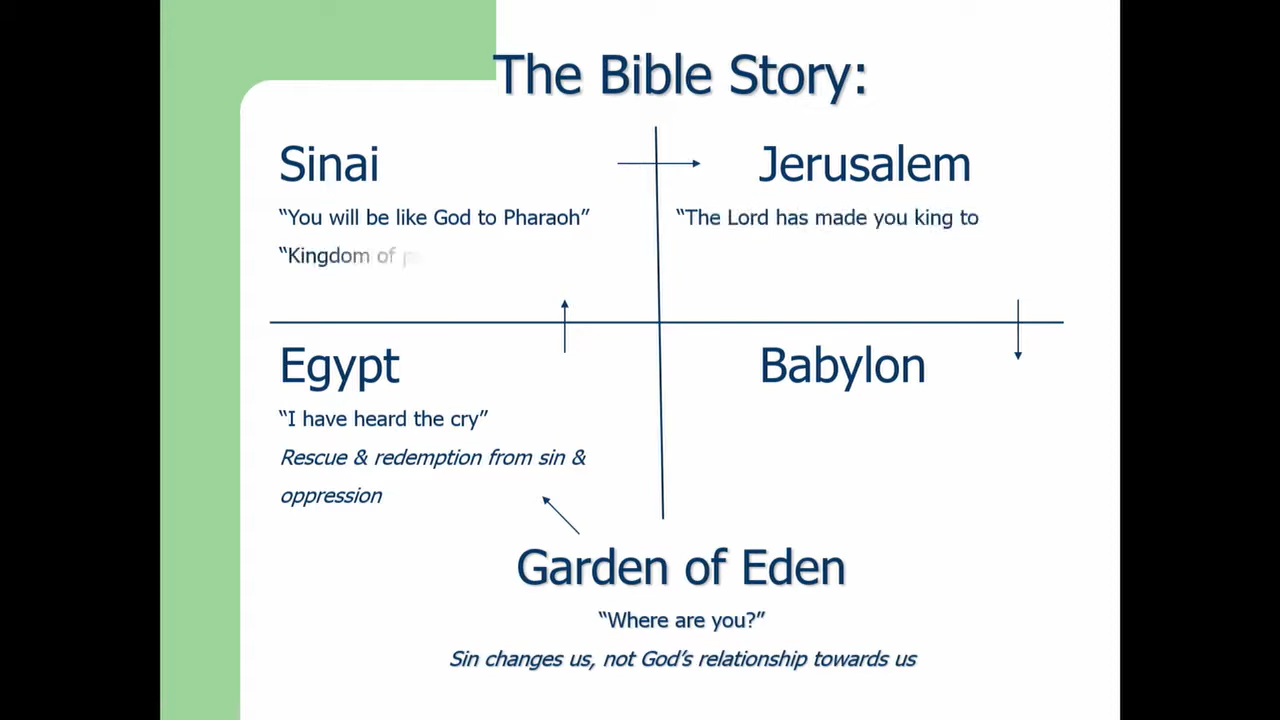 The Bible Story:
Sinai
“You will be like God to Pharaoh”
“Kingdom of
Jerusalem
“The Lord has made you king to
Egypt
“I have heard the cry”
Rescue & redemption from sin &
oppression
Babylon
Garden of Eden
“Where are you?”
Sin changes us, not God’s relationship towards us